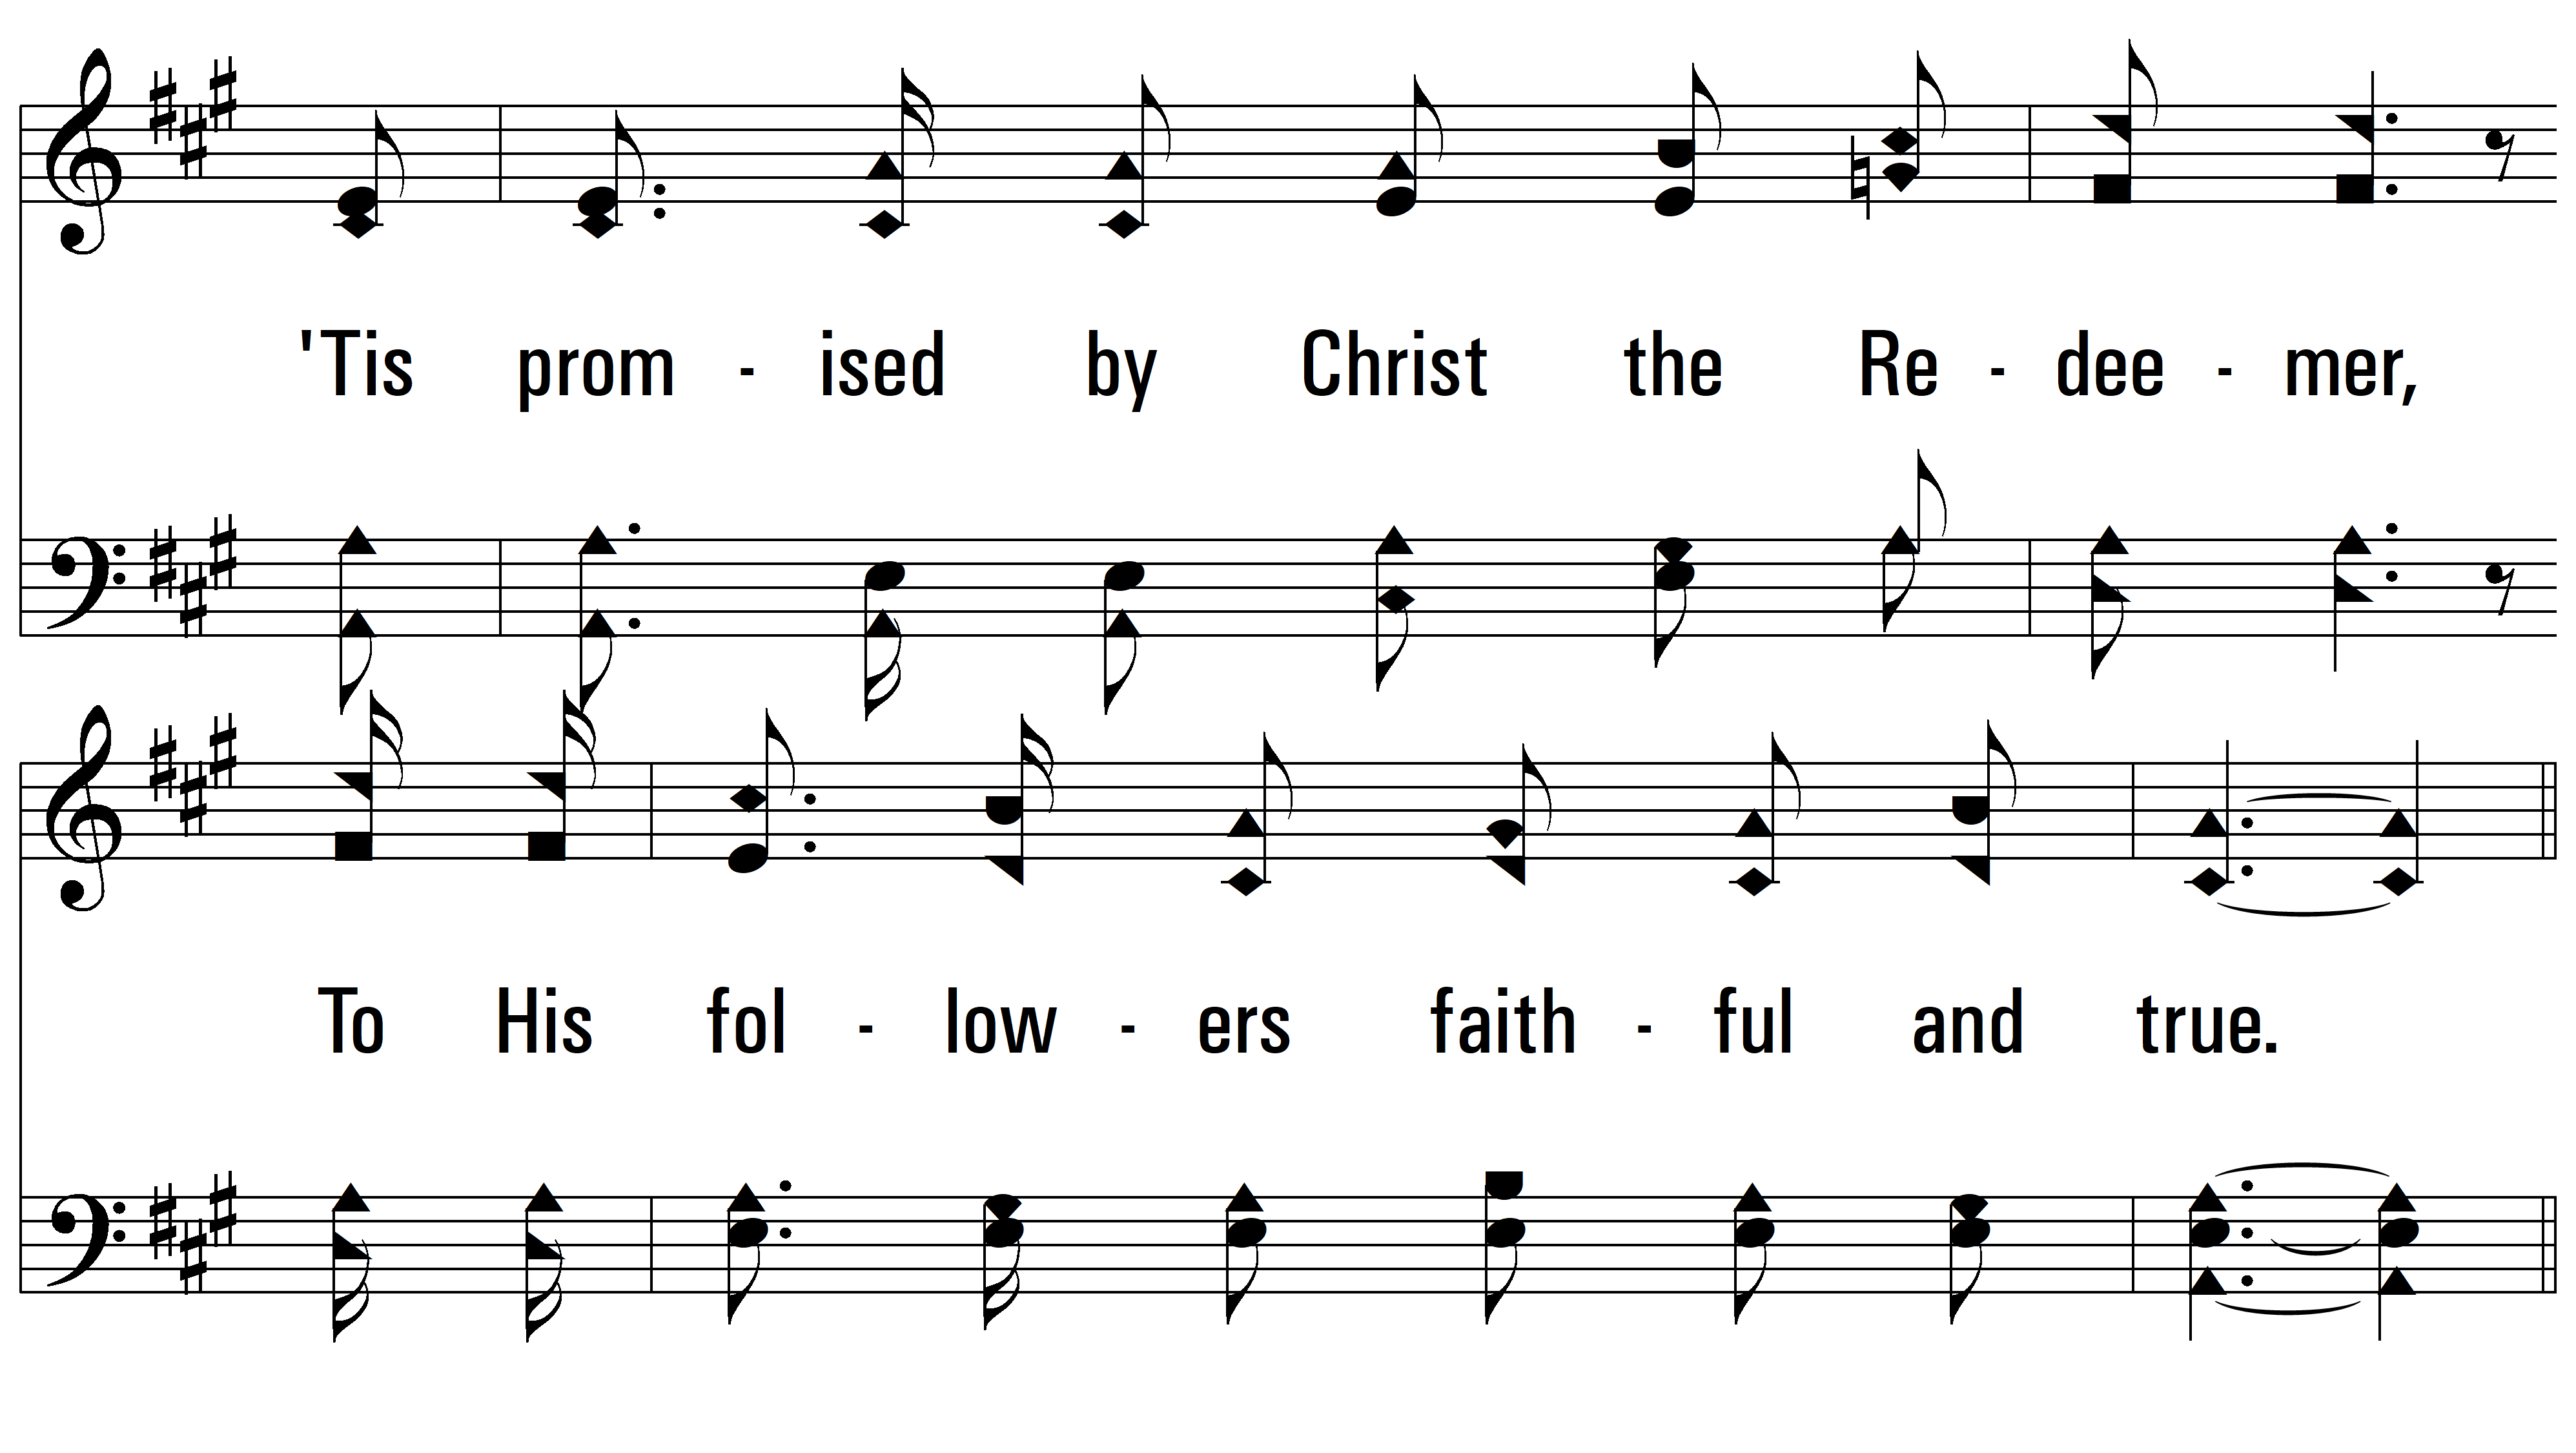 'Tis prom - ised by Christ the Re - dee - mer,
To His fol - low - ers faith - ful and true.